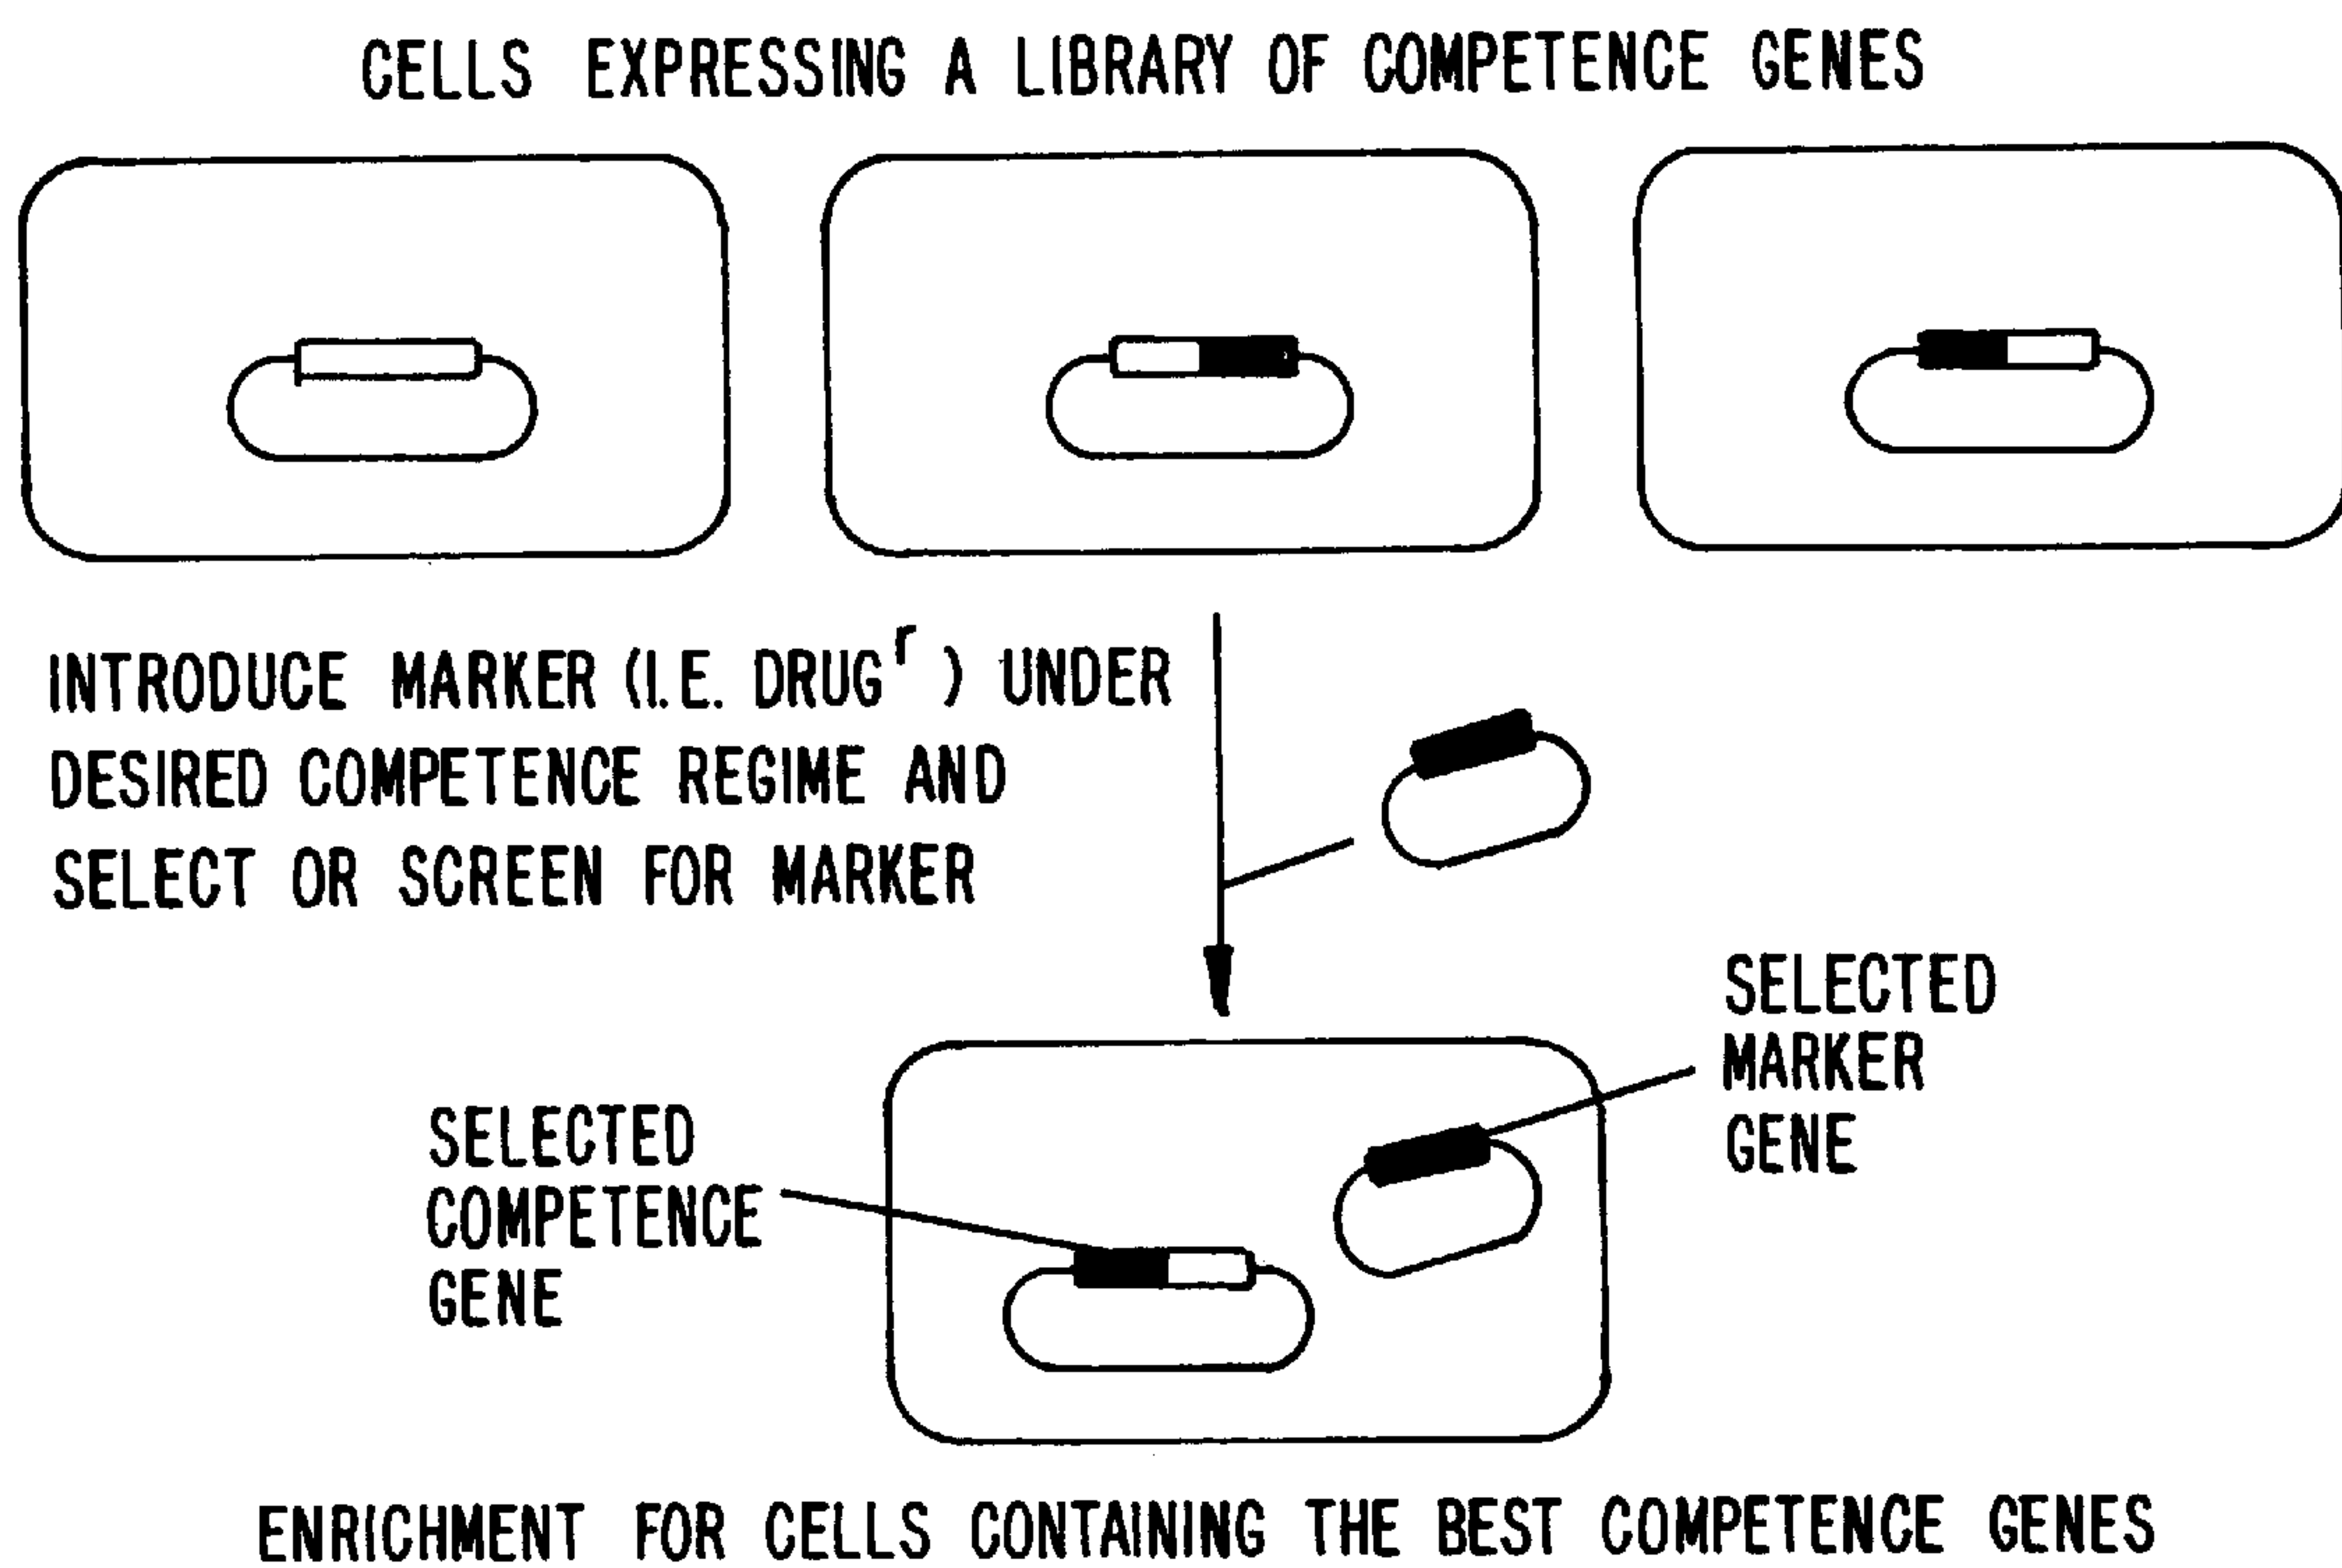 CELLS EXPRESSING A LIBRARY OF COMPETENCE GENES
INTRODUCE MARKER (I.E. DRUGʳ) UNDER
DESIRED COMPETENCE REGIME AND
SELECT OR SCREEN FOR MARKER
SELECTED
MARKER
GENE
SELECTED
COMPETENCE
GENE
ENRICHMENT FOR CELLS CONTAINING THE BEST COMPETENCE GENES